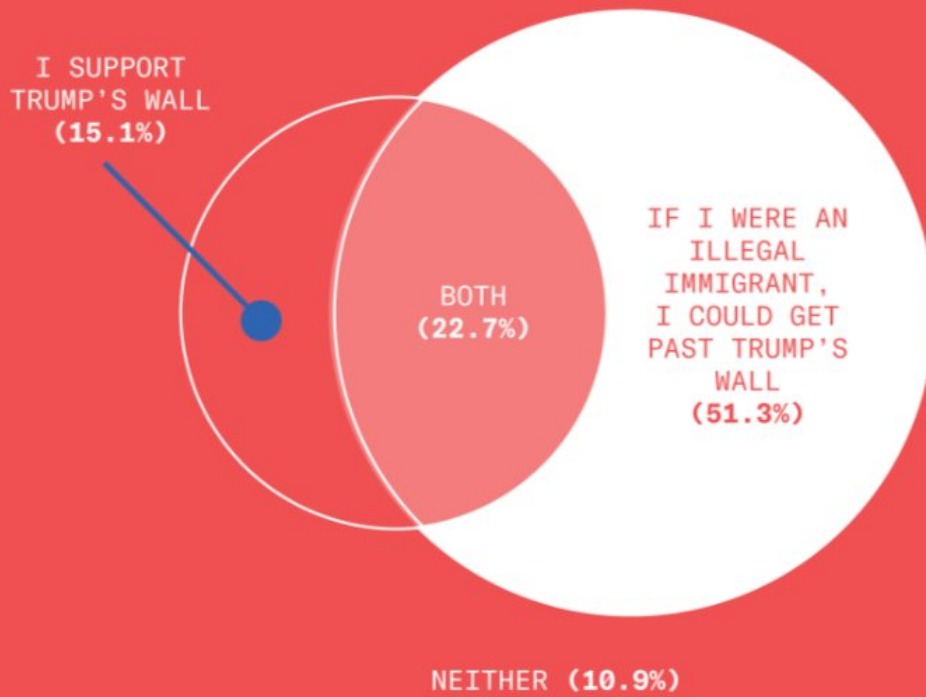 I SUPPORT
TRUMP'S WALL
(15.1%)
BOTH
(22.7%)
IF I WERE AN
ILLEGAL
IMMIGRANT,
I COULD GET
PAST TRUMP'S
WALL
(51.3%)
NEITHER (10.9%)